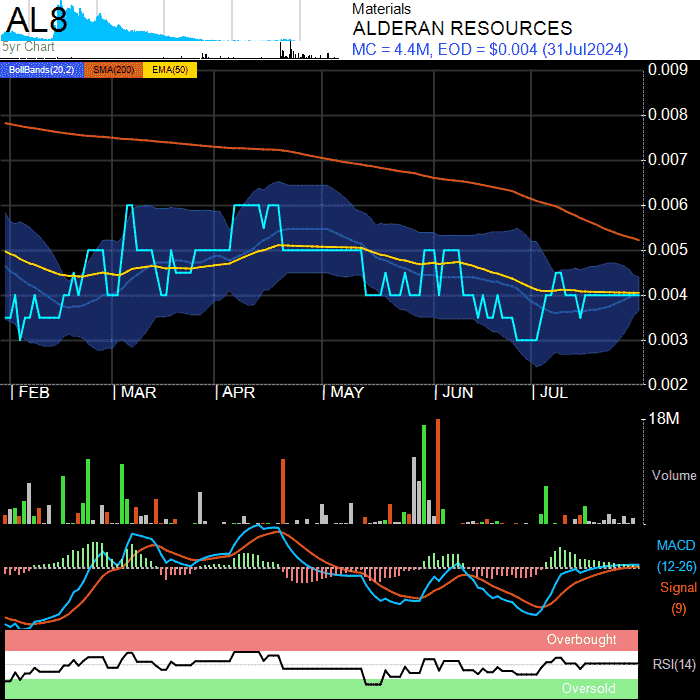 AL8
5yr Chart
Materials
ALDERAN RESOURCES
MC = 4.4M, EOD = $0.004 (31Jul2024)
BollBands(20,2) SMA(200) EMA(50)
0.009
0.008
0.007
0.006
0.005
0.004
0.003
0.002
FEB MAR APR MAY JUN JUL
18M
Volume
MACD
(12-26)
Signal
(9)
Overbought
RSI(14)
Oversold